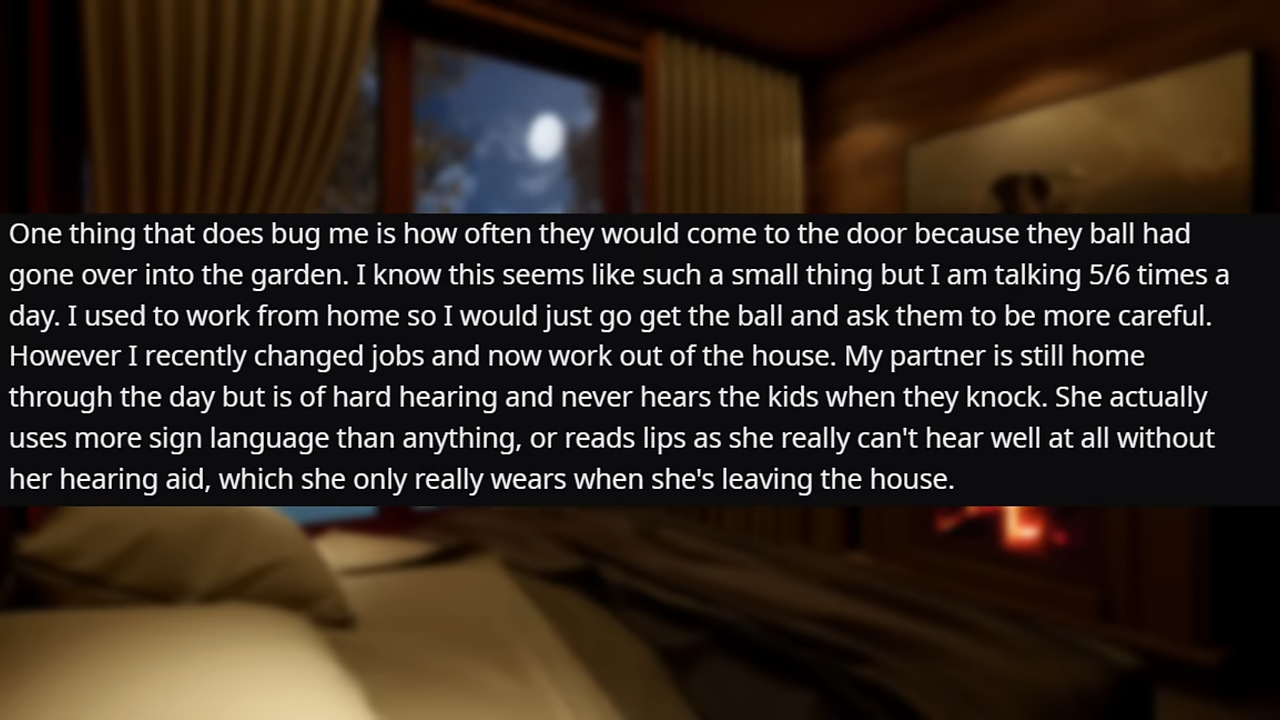 One thing that does bug me is how often they would come to the door because they ball had
gone over into the garden. I know this seems like such a small thing but I am talking 5/6 times a
day. I used to work from home so I would just go get the ball and ask them to be more careful.
However I recently changed jobs and now work out of the house. My partner is still home
through the day but is of hard hearing and never hears the kids when they knock. She actually
uses more sign language than anything, or reads lips as she really can't hear well at all without
her hearing aid, which she only really wears when she's leaving the house.